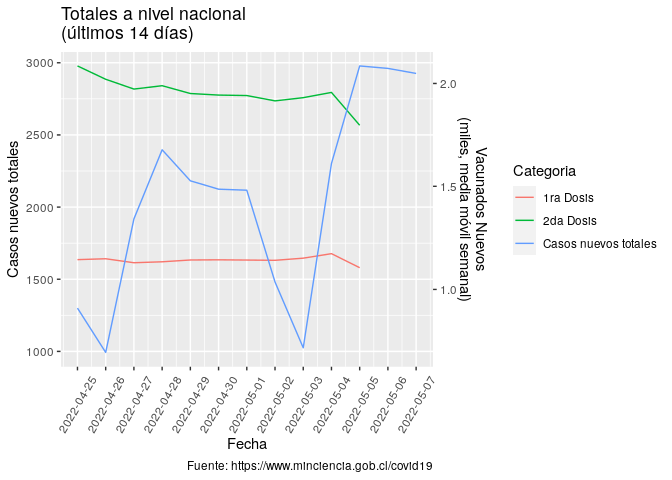 Totales a nivel nacional
(últimos 14 días)
3000
2500
2000
1500
1000
Casos nuevos totales
2.0
1.5
1.0
Vacunados Nuevos
(miles, media móvil semanal)
Categoria
1ra Dosis
2da Dosis
Casos nuevos totales
2022-04-25
2022-04-26
2022-04-27
2022-04-28
2022-04-29
2022-04-30
2022-05-01
2022-05-02
2022-05-03
2022-05-04
2022-05-05
2022-05-06
2022-05-07
Fecha
Fuente: https://www.minciencia.gob.cl/covid19